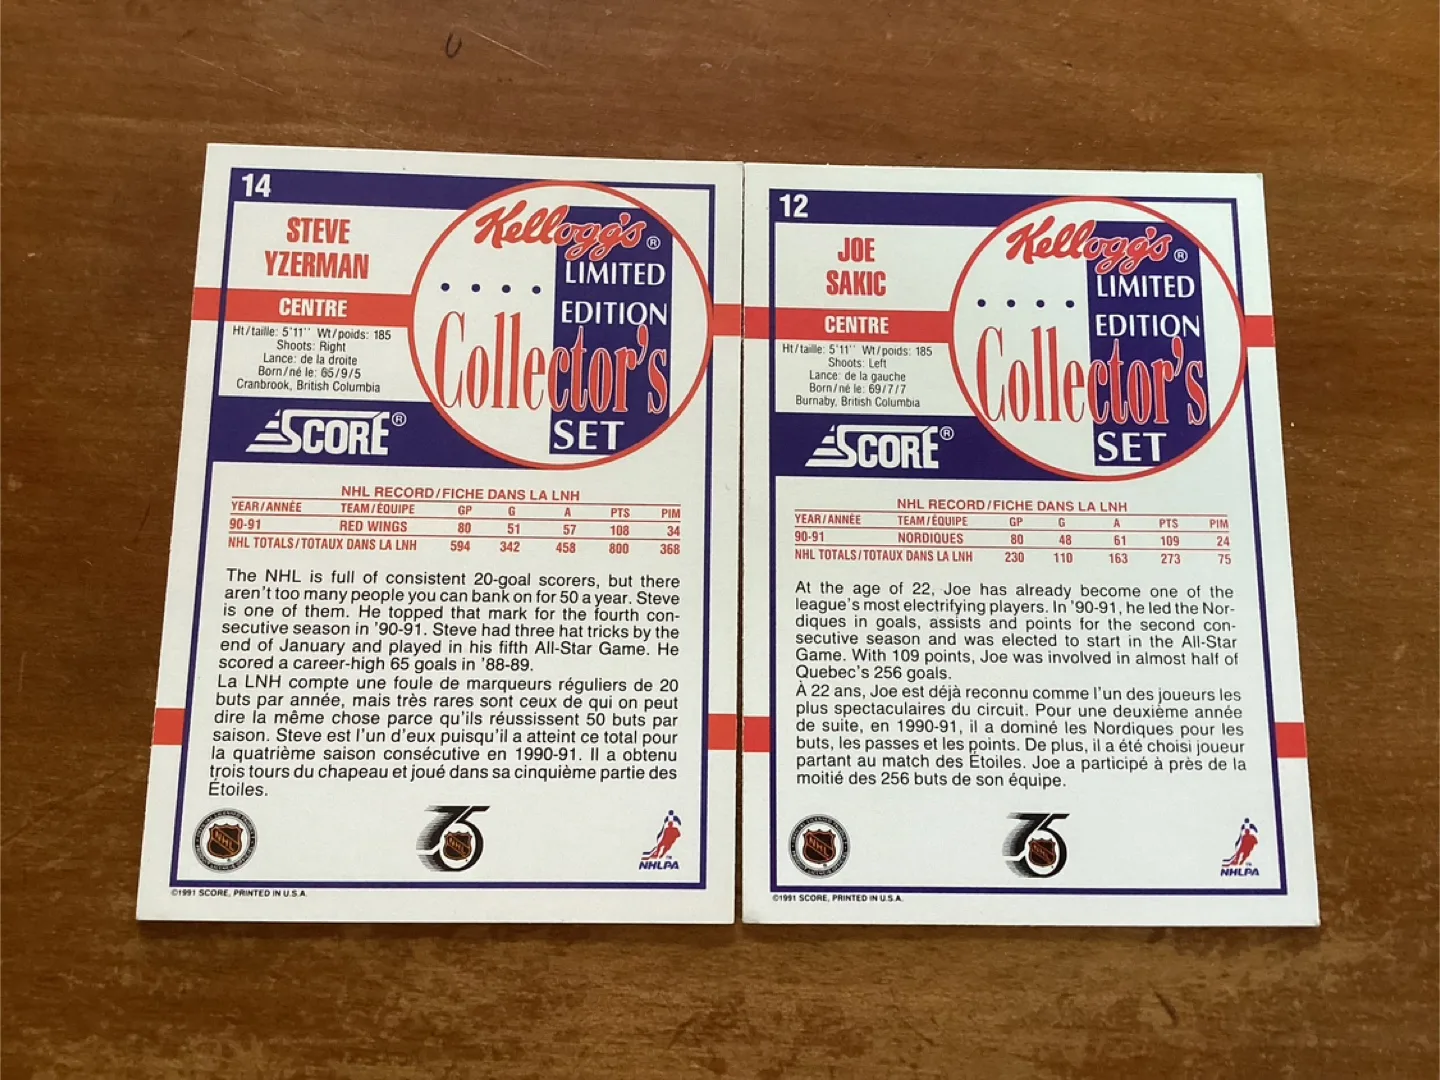 14
STEVE
YZERMAN
CENTRE
Ht/taille: 5'11'' Wt/poids: 185
Shoots: Right
Lance: de la droite
Born/né le: 65/9/5
Cranbrook, British Columbia
Kellogg's ®
LIMITED
EDITION
Collector's
SET
SCORE®
NHL RECORD/FICHE DANS LA LNH
YEAR/ANNÉE TEAM/ÉQUIPE GP G A PTS PIM
90-91 RED WINGS 80 51 57 108 34
NHL TOTALS/TOTAUX DANS LA LNH 594 342 458 800 368
The NHL is full of consistent 20-goal scorers, but there
aren't too many people you can bank on for 50 a year. Steve
is one of them. He topped that mark for the fourth con-
secutive season in '90-91. Steve had three hat tricks by the
end of January and played in his fifth All-Star Game. He
scored a career-high 65 goals in '88-89.
La LNH compte une foule de marqueurs réguliers de 20
buts par année, mais très rares sont ceux de qui on peut
dire la même chose parce qu'ils réussissent 50 buts par
saison. Steve est l'un d'eux puisqu'il a atteint ce total pour
la quatrième saison consécutive en 1990-91. Il a obtenu
trois tours du chapeau et joué dans sa cinquième partie des
Étoiles.
NHL
75
NHL
NHLPA
©1991 SCORE, PRINTED IN U.S.A.
12
JOE
SAKIC
CENTRE
Ht/taille: 5'11'' Wt/poids: 185
Shoots: Left
Lance: de la gauche
Born/né le: 69/7/7
Burnaby, British Columbia
Kellogg's ®
LIMITED
EDITION
Collector's
SET
SCORE®
NHL RECORD/FICHE DANS LA LNH
YEAR/ANNÉE TEAM/ÉQUIPE GP G A PTS PIM
90-91 NORDIQUES 80 48 61 109 24
NHL TOTALS/TOTAUX DANS LA LNH 230 110 163 273 75
At the age of 22, Joe has already become one of the
league's most electrifying players. In '90-91, he led the Nor-
diques in goals, assists and points for the second con-
secutive season and was elected to start in the All-Star
Game. With 109 points, Joe was involved in almost half of
Quebec's 256 goals.
À 22 ans, Joe est déjà reconnu comme l'un des joueurs les
plus spectaculaires du circuit. Pour une deuxième année
de suite, en 1990-91, il a dominé les Nordiques pour les
buts, les passes et les points. De plus, il a été choisi joueur
partant au match des Étoiles. Joe a participé à près de la
moitié des 256 buts de son équipe.
NHL
75
NHL
NHLPA
©1991 SCORE, PRINTED IN U.S.A.